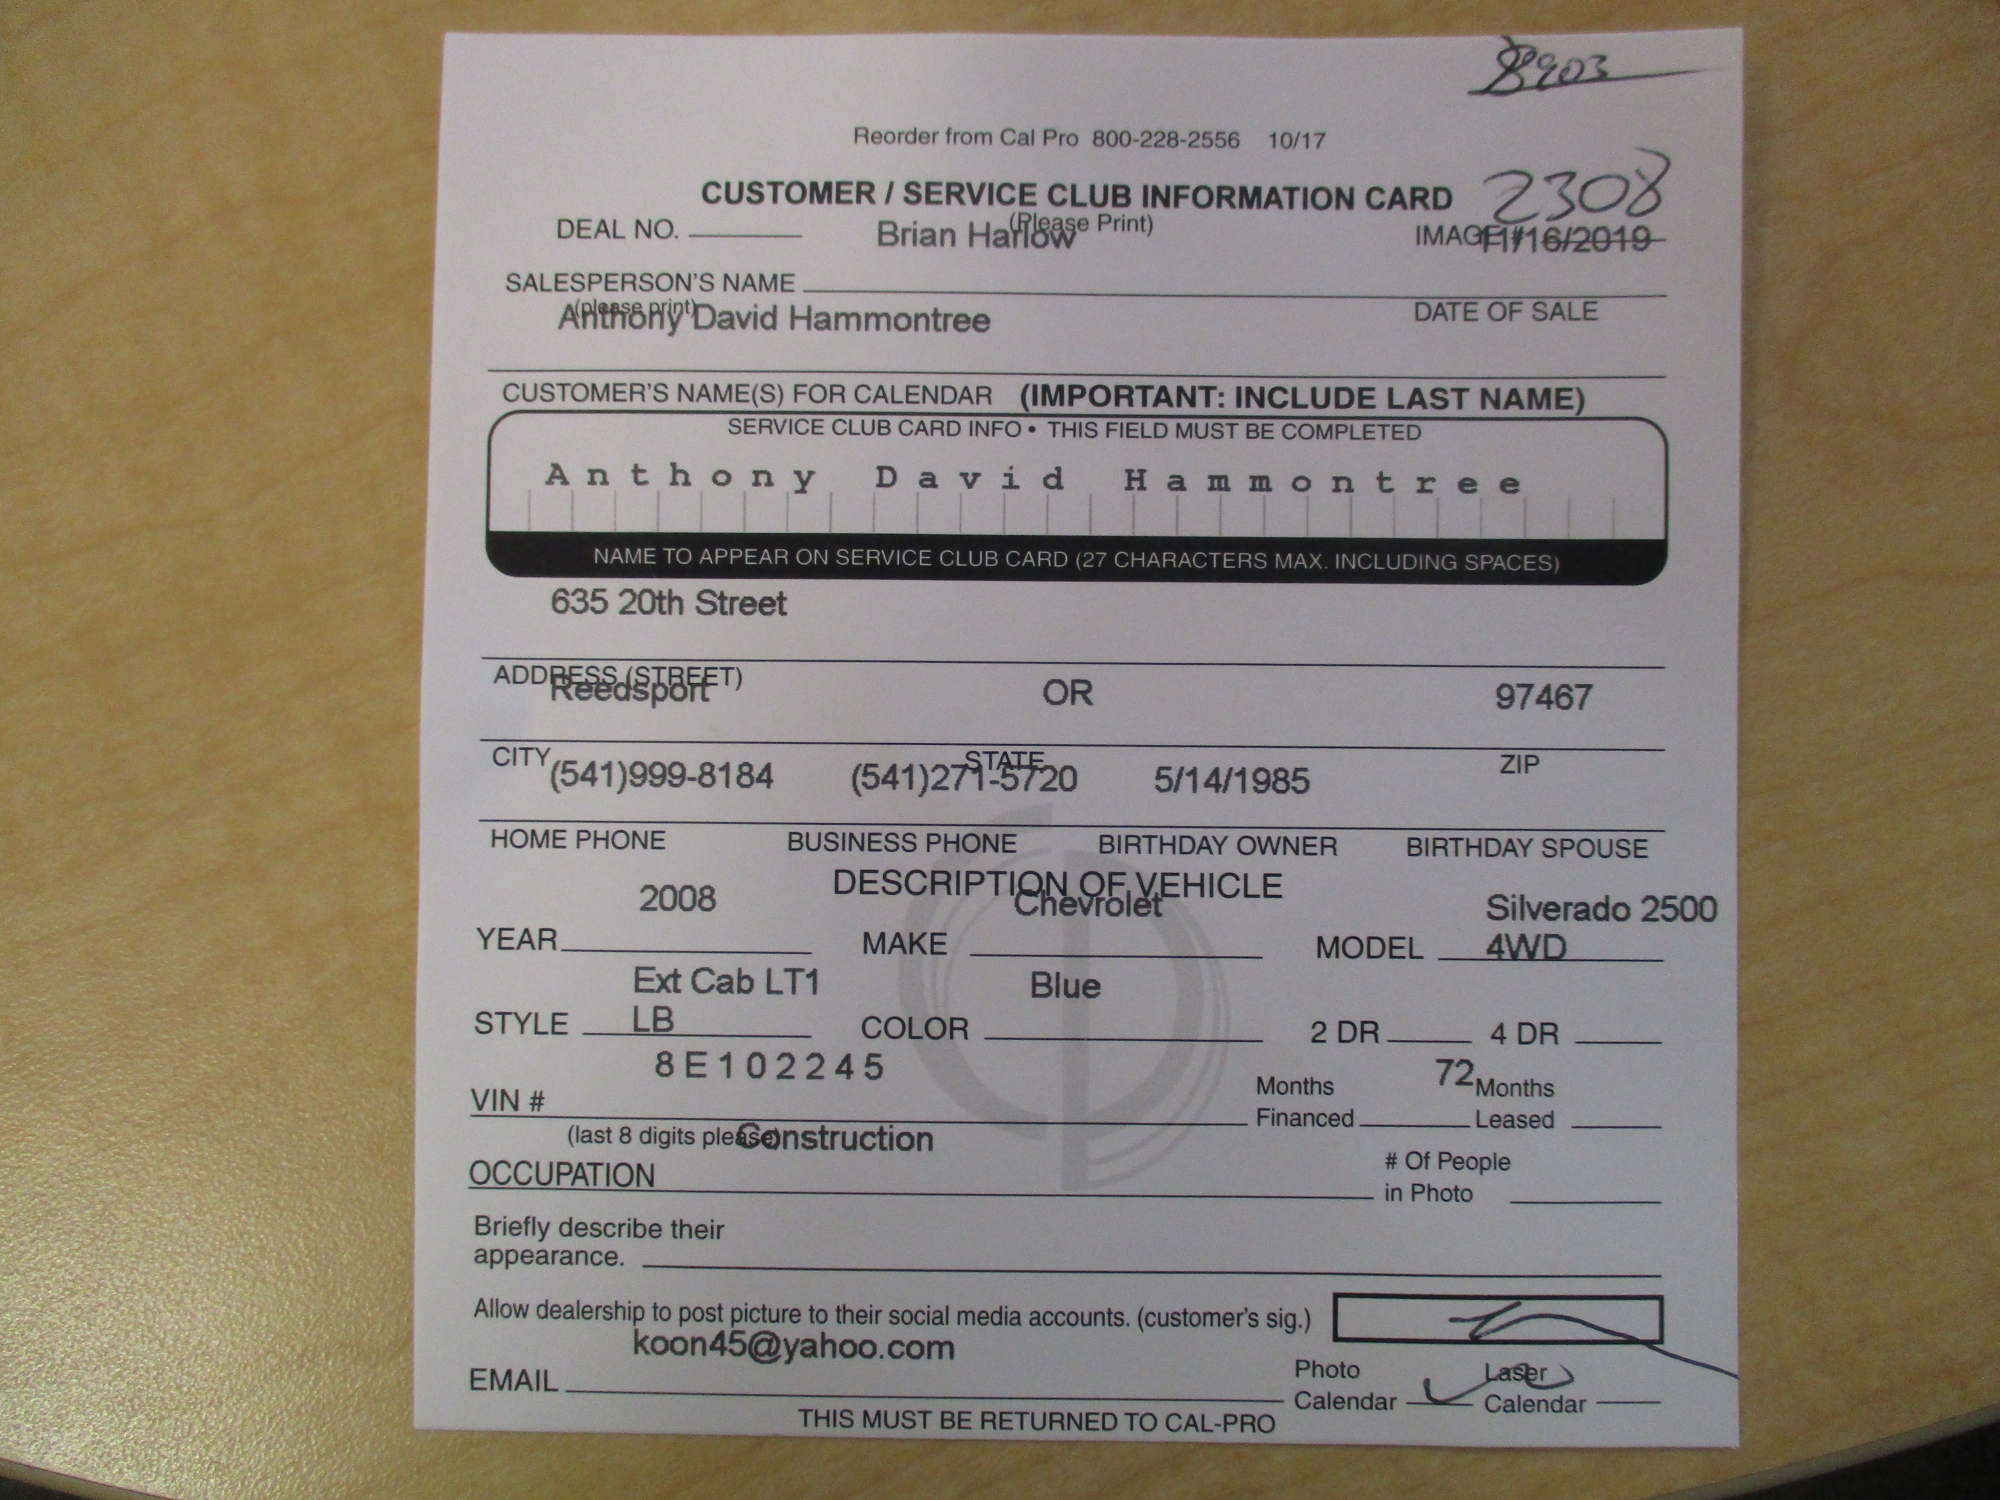 8903
Reorder from Cal Pro 800-228-2556 10/17
CUSTOMER / SERVICE CLUB INFORMATION CARD
2308
(Please Print)
DEAL NO. Brian Harlow IMAGE # 11/16/2019
SALESPERSON'S NAME
(please print) DATE OF SALE
Anthony David Hammontree
CUSTOMER'S NAME(S) FOR CALENDAR (IMPORTANT: INCLUDE LAST NAME)
SERVICE CLUB CARD INFO • THIS FIELD MUST BE COMPLETED
Anthony David Hammontree
NAME TO APPEAR ON SERVICE CLUB CARD (27 CHARACTERS MAX. INCLUDING SPACES)
635 20th Street
ADDRESS (STREET)
Reedsport OR 97467
CITY STATE ZIP
(541)999-8184 (541)271-5720 5/14/1985
HOME PHONE BUSINESS PHONE BIRTHDAY OWNER BIRTHDAY SPOUSE
DESCRIPTION OF VEHICLE
2008 Chevrolet Silverado 2500
YEAR MAKE MODEL 4WD
Ext Cab LT1 Blue
STYLE LB COLOR 2 DR 4 DR
8E102245 72
VIN # Months Financed Months Leased
(last 8 digits please) Construction
OCCUPATION # Of People in Photo
Briefly describe their
appearance.
Allow dealership to post picture to their social media accounts. (customer's sig.)
koon45@yahoo.com
EMAIL Photo Calendar Laser Calendar
THIS MUST BE RETURNED TO CAL-PRO